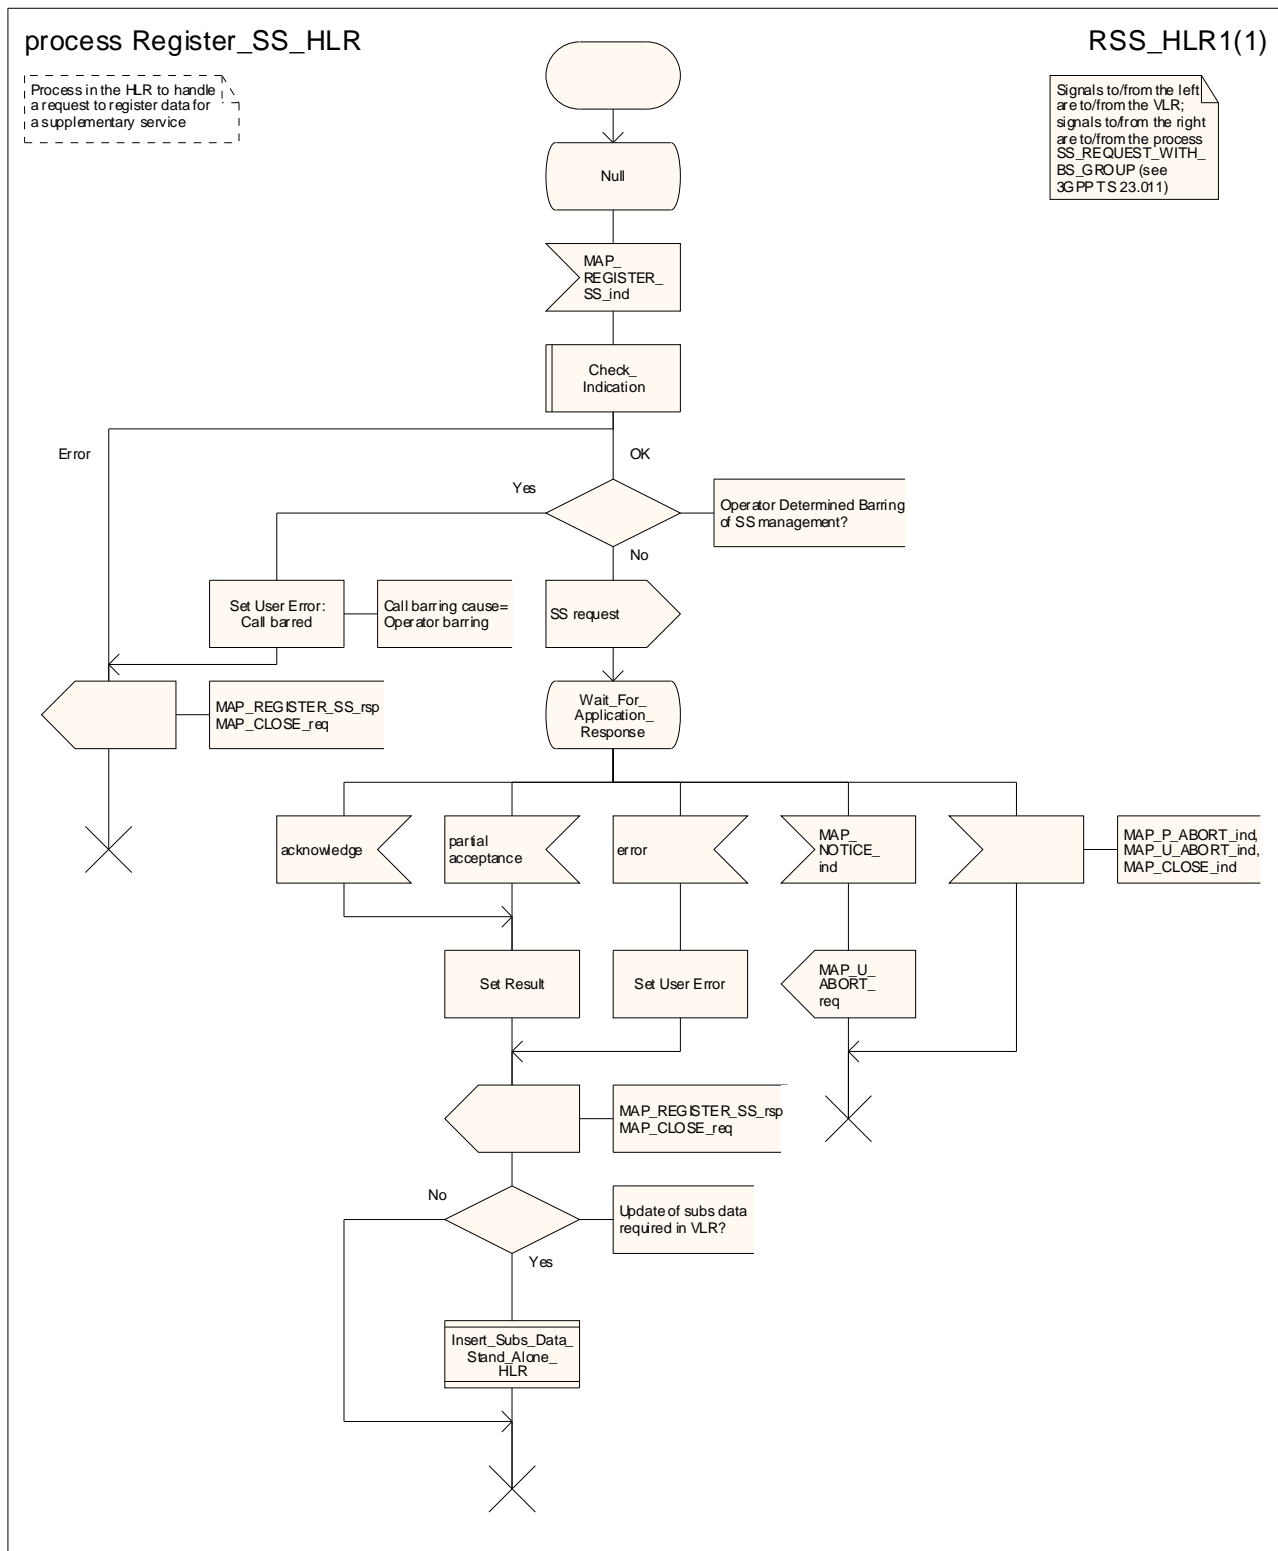 process Register_SS_HLR
RSS_HLR1(1)
Process in the HLR to handle
a request to register data for
a supplementary service
Signals to/from the left
are to/from the VLR;
signals to/from the right
are to/from the process
SS_REQUEST_WITH_
BS_GROUP (see
3GPP TS 23.011)
Null
MAP_
REGISTER_
SS_ind
Check_
Indication
Error
OK
Yes
Operator Determined Barring
of SS management?
No
Set User Error:
Call barred
Call barring cause=
Operator barring
SS request
MAP_REGISTER_SS_rsp
MAP_CLOSE_req
Wait_For_
Application_
Response
acknowledge
partial
acceptance
error
MAP_
NOTICE_
ind
MAP_P_ABORT_ind,
MAP_U_ABORT_ind,
MAP_CLOSE_ind
Set Result
Set User Error
MAP_U_
ABORT_
req
MAP_REGISTER_SS_rsp
MAP_CLOSE_req
No
Update of subs data
required in VLR?
Yes
Insert_Subs_Data_
Stand_Alone_
HLR